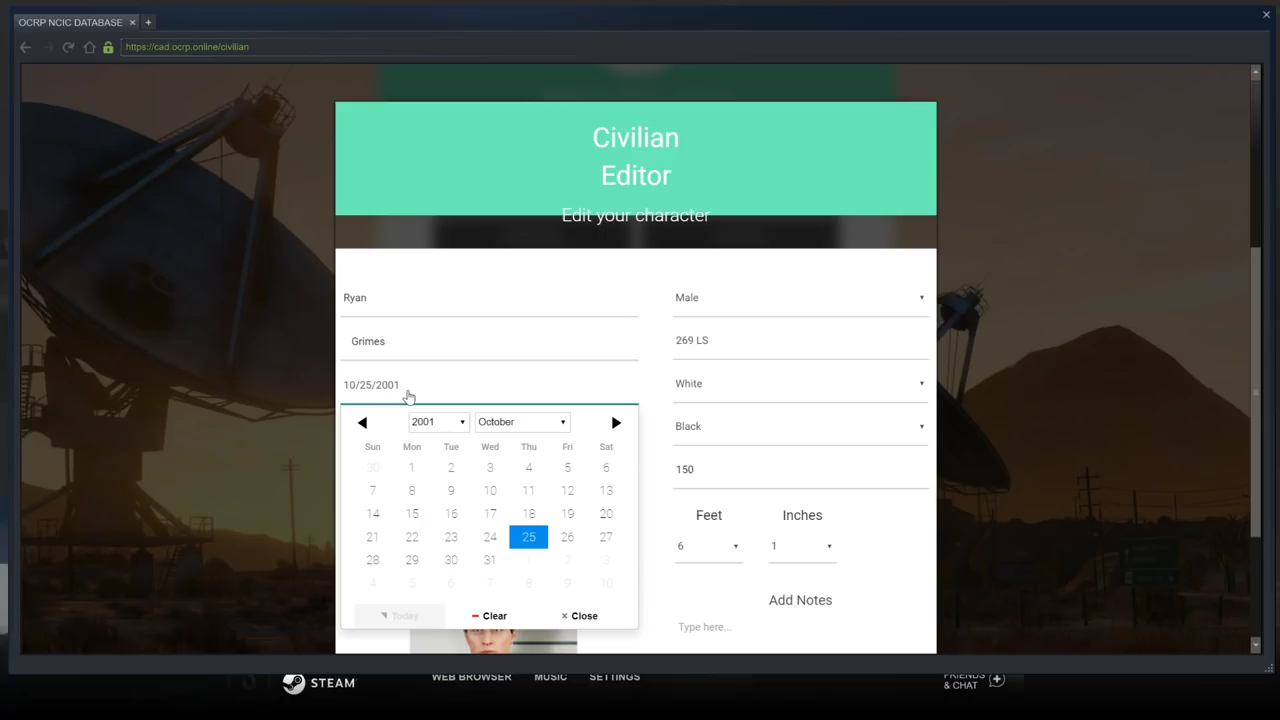 OCRP NCIC DATABASE × +
https://cad.ocrp.online/civilian
Civilian
Editor
Edit your character
Ryan
Male
Grimes
269 LS
10/25/2001
White
2001 October
Black
Sun Mon Tue Wed Thu Fri Sat
30 1 2 3 4 5 6
150
7 8 9 10 11 12 13
14 15 16 17 18 19 20
Feet Inches
21 22 23 24 25 26 27
6 1
28 29 30 31 1 2 3
4 5 6 7 8 9 10
Add Notes
Today Clear × Close
Type here...
STEAM
WEB BROWSER MUSIC SETTINGS
FRIENDS
& CHAT